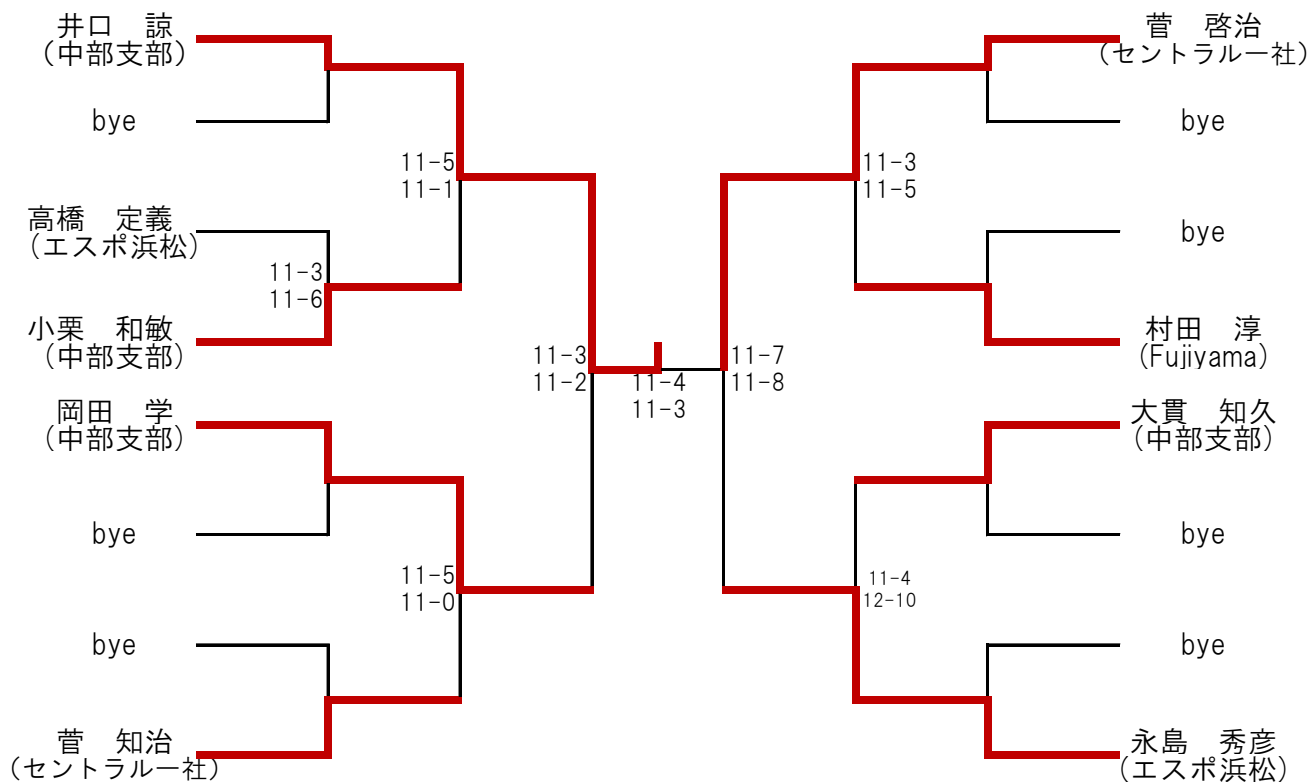 井口　諒
（中部支部）
bye
11-5
11-1
高橋　定義
（エスポ浜松）
11-3
11-6
小栗　和敏
（中部支部）
11-3
11-2
岡田　学
（中部支部）
bye
11-5
11-0
bye
菅　知治
（セントラル一社）
11-4
11-3
菅　啓治
（セントラル一社）
bye
11-3
11-5
bye
村田　淳
（Fujiyama）
11-7
11-8
大貫　知久
（中部支部）
bye
11-4
12-10
bye
永島　秀彦
（エスポ浜松）